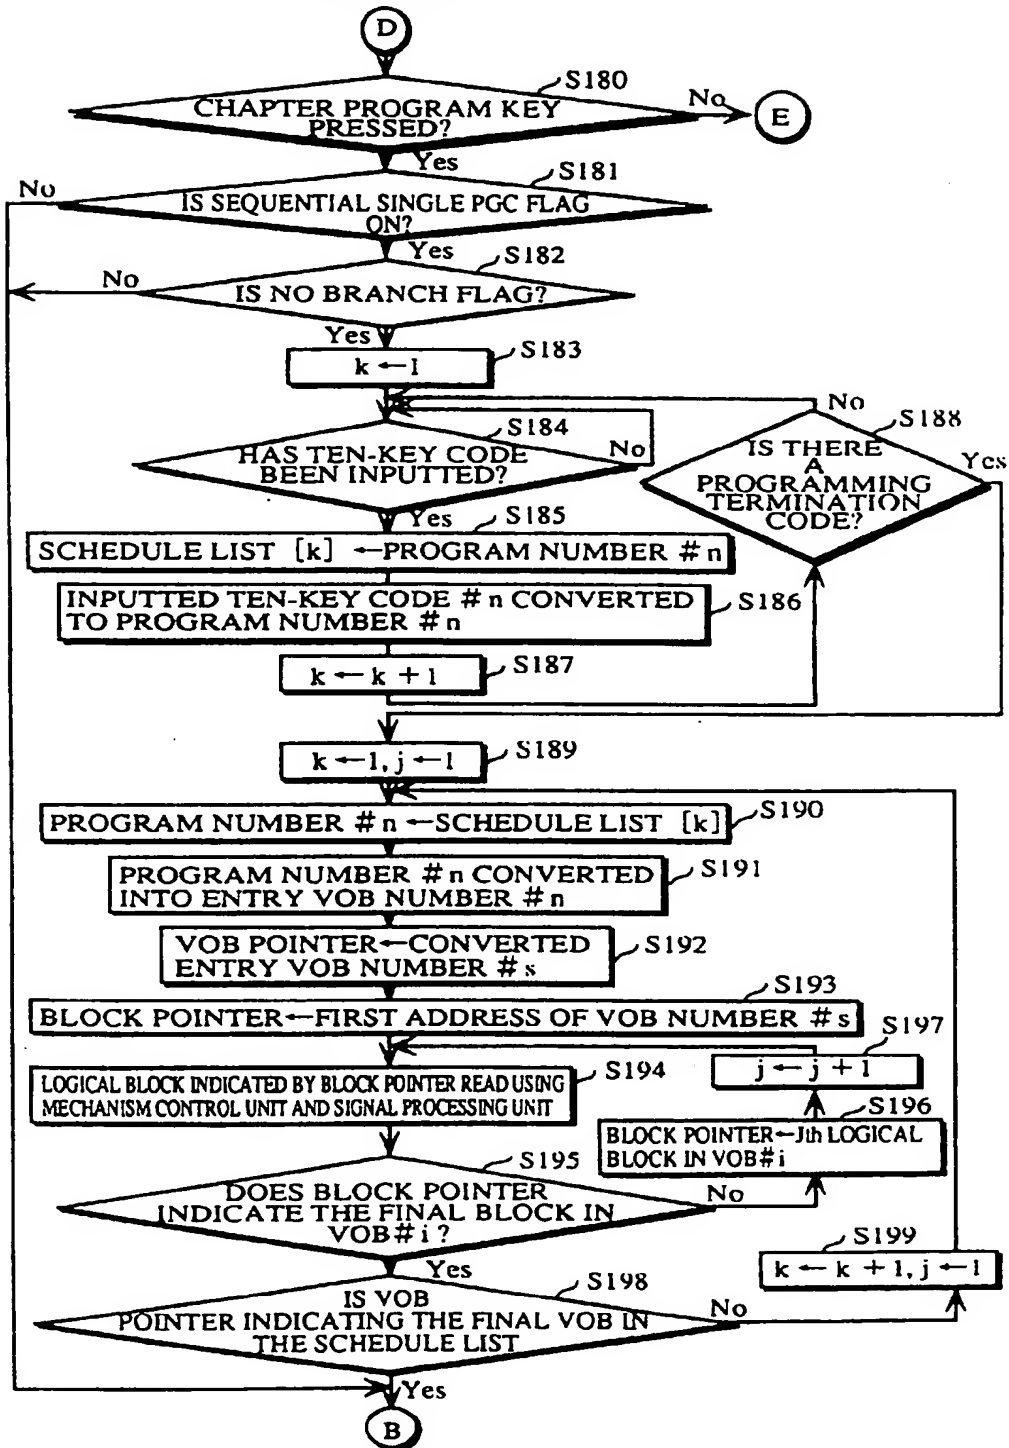 D
S180
CHAPTER PROGRAM KEY
PRESSED?
No
E
Yes
S181
No
IS SEQUENTIAL SINGLE PGC FLAG
ON?
Yes
S182
No
IS NO BRANCH FLAG?
Yes
S183
k ← 1
No
S184
S188
HAS TEN-KEY CODE
BEEN INPUTTED?
No
IS THERE
A
PROGRAMMING
TERMINATION
CODE?
Yes
Yes
S185
SCHEDULE LIST [k] ←PROGRAM NUMBER #n
INPUTTED TEN-KEY CODE #n CONVERTED
TO PROGRAM NUMBER #n
S186
S187
k ← k + 1
S189
k ←1, j ←1
S190
PROGRAM NUMBER #n ←SCHEDULE LIST [k]
PROGRAM NUMBER #n CONVERTED
INTO ENTRY VOB NUMBER #n
S191
VOB POINTER←CONVERTED
ENTRY VOB NUMBER #s
S192
S193
BLOCK POINTER←FIRST ADDRESS OF VOB NUMBER #s
S197
j ← j + 1
LOGICAL BLOCK INDICATED BY BLOCK POINTER READ USING
MECHANISM CONTROL UNIT AND SIGNAL PROCESSING UNIT
S194
S196
BLOCK POINTER←Jth LOGICAL
BLOCK IN VOB#i
S195
DOES BLOCK POINTER
INDICATE THE FINAL BLOCK IN
VOB#i?
No
Yes
S199
k ← k + 1, j ←1
S198
IS VOB
POINTER INDICATING THE FINAL VOB IN
THE SCHEDULE LIST
No
Yes
B